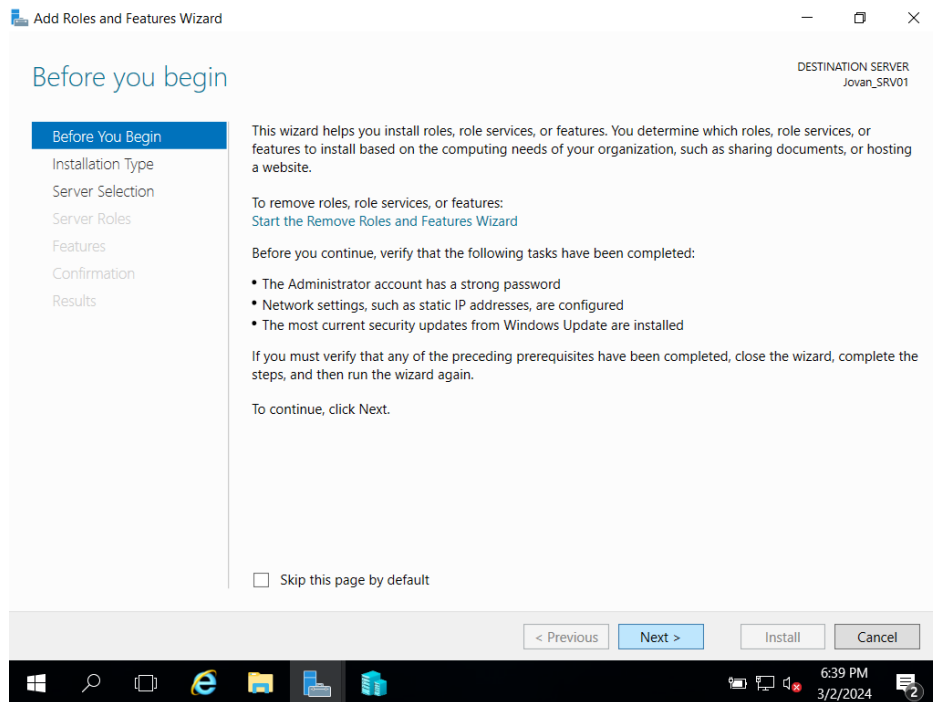 Add Roles and Features Wizard
Before you begin
DESTINATION SERVER
Jovan_SRV01
Before You Begin
Installation Type
Server Selection
Server Roles
Features
Confirmation
Results
This wizard helps you install roles, role services, or features. You determine which roles, role services, or
features to install based on the computing needs of your organization, such as sharing documents, or hosting
a website.
To remove roles, role services, or features:
Start the Remove Roles and Features Wizard
Before you continue, verify that the following tasks have been completed:
• The Administrator account has a strong password
• Network settings, such as static IP addresses, are configured
• The most current security updates from Windows Update are installed
If you must verify that any of the preceding prerequisites have been completed, close the wizard, complete the
steps, and then run the wizard again.
To continue, click Next.
Skip this page by default
< Previous
Next >
Install
Cancel
6:39 PM
3/2/2024
2